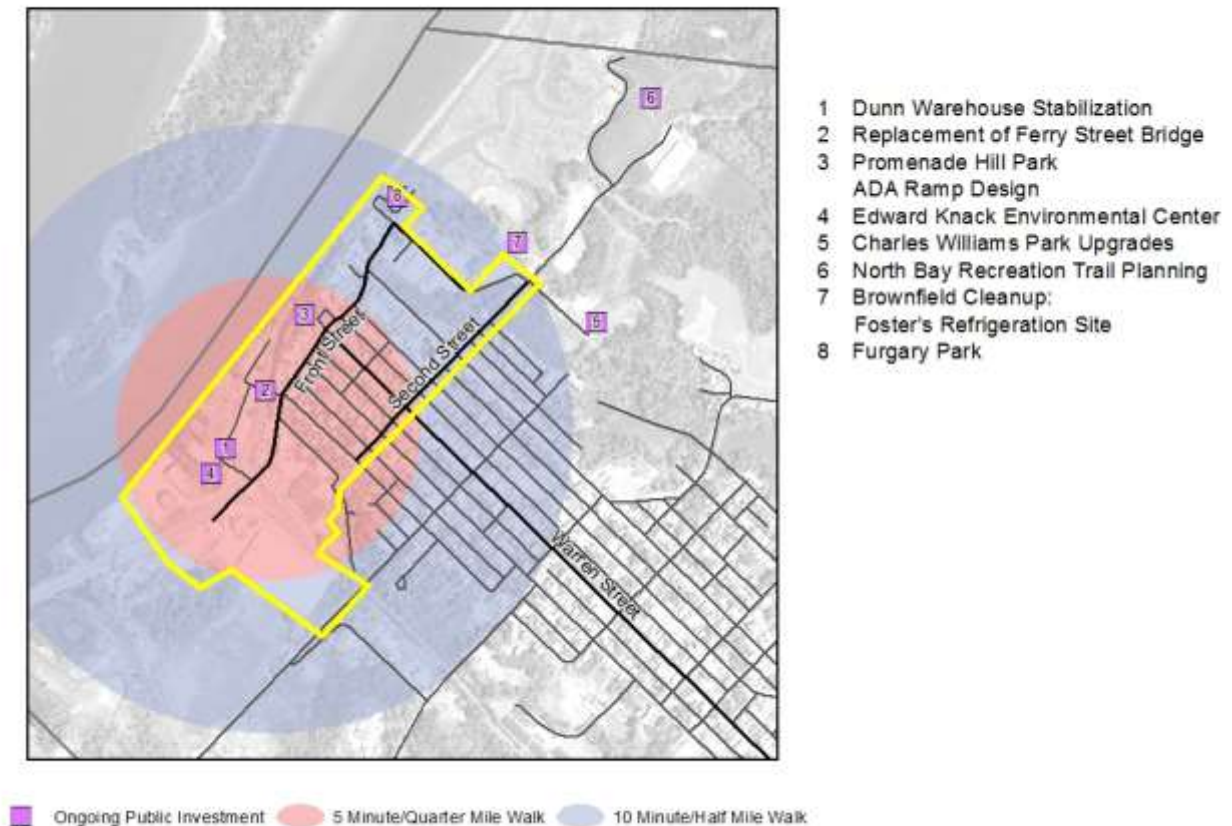 6
8
7
5
3
2
1
4
Front Street
Second Street
Warren Street
1 Dunn Warehouse Stabilization
2 Replacement of Ferry Street Bridge
3 Promenade Hill Park
ADA Ramp Design
4 Edward Knack Environmental Center
5 Charles Williams Park Upgrades
6 North Bay Recreation Trail Planning
7 Brownfield Cleanup:
Foster's Refrigeration Site
8 Furgary Park
Ongoing Public Investment
5 Minute/Quarter Mile Walk
10 Minute/Half Mile Walk